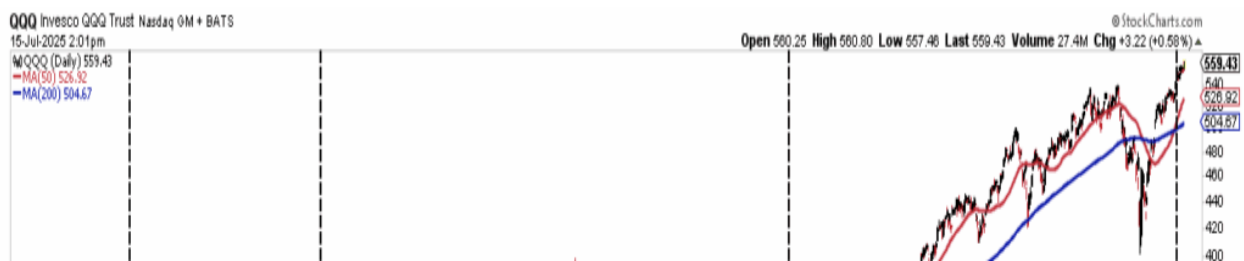 QQQ Invesco QQQ Trust Nasdaq GM + BATS
© StockCharts.com
15-Jul-2025 2:01pm
Open 560.25 High 560.80 Low 557.46 Last 559.43 Volume 27.4M Chg +3.22 (+0.58%)
QQQ (Daily) 559.43
MA(50) 526.92
MA(200) 504.67
559.43
540
526.92
504.67
480
460
440
420
400